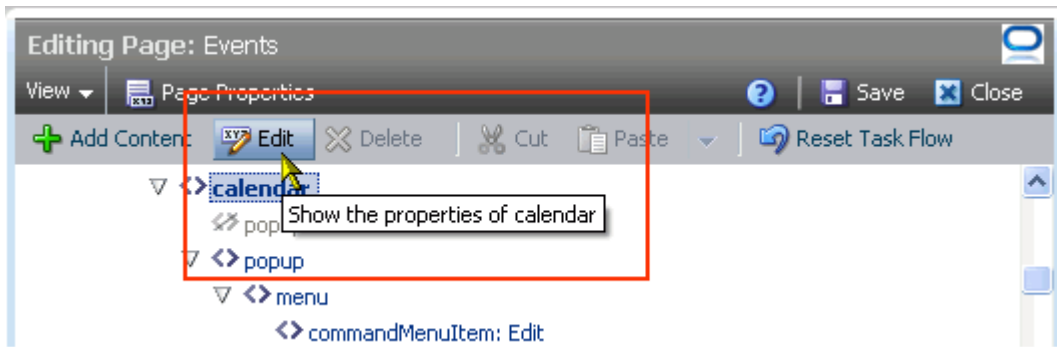 Editing Page: Events
View Page Properties Save Close
Add Content Edit Delete Cut Paste Reset Task Flow
calendar
Show the properties of calendar
popup
menu
commandMenuItem: Edit